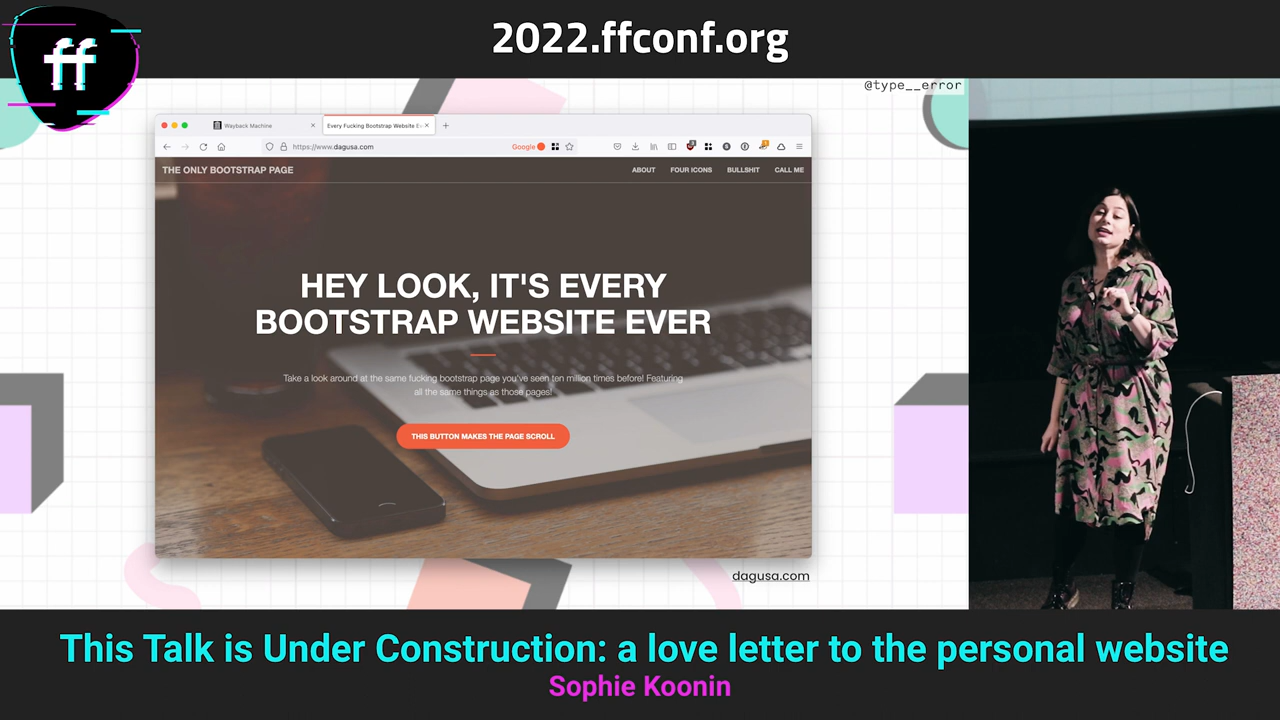 ff
2022.ffconf.org
@type__error
Wayback Machine
Every Fucking Bootstrap Website E
https://www.dagusa.com
Google
THE ONLY BOOTSTRAP PAGE
ABOUT FOUR ICONS BULLSHIT CALL ME
HEY LOOK, IT'S EVERY
BOOTSTRAP WEBSITE EVER
Take a look around at the same fucking bootstrap page you've seen ten million times before! Featuring
all the same things as those pages!
THIS BUTTON MAKES THE PAGE SCROLL
dagusa.com
This Talk is Under Construction: a love letter to the personal website
Sophie Koonin